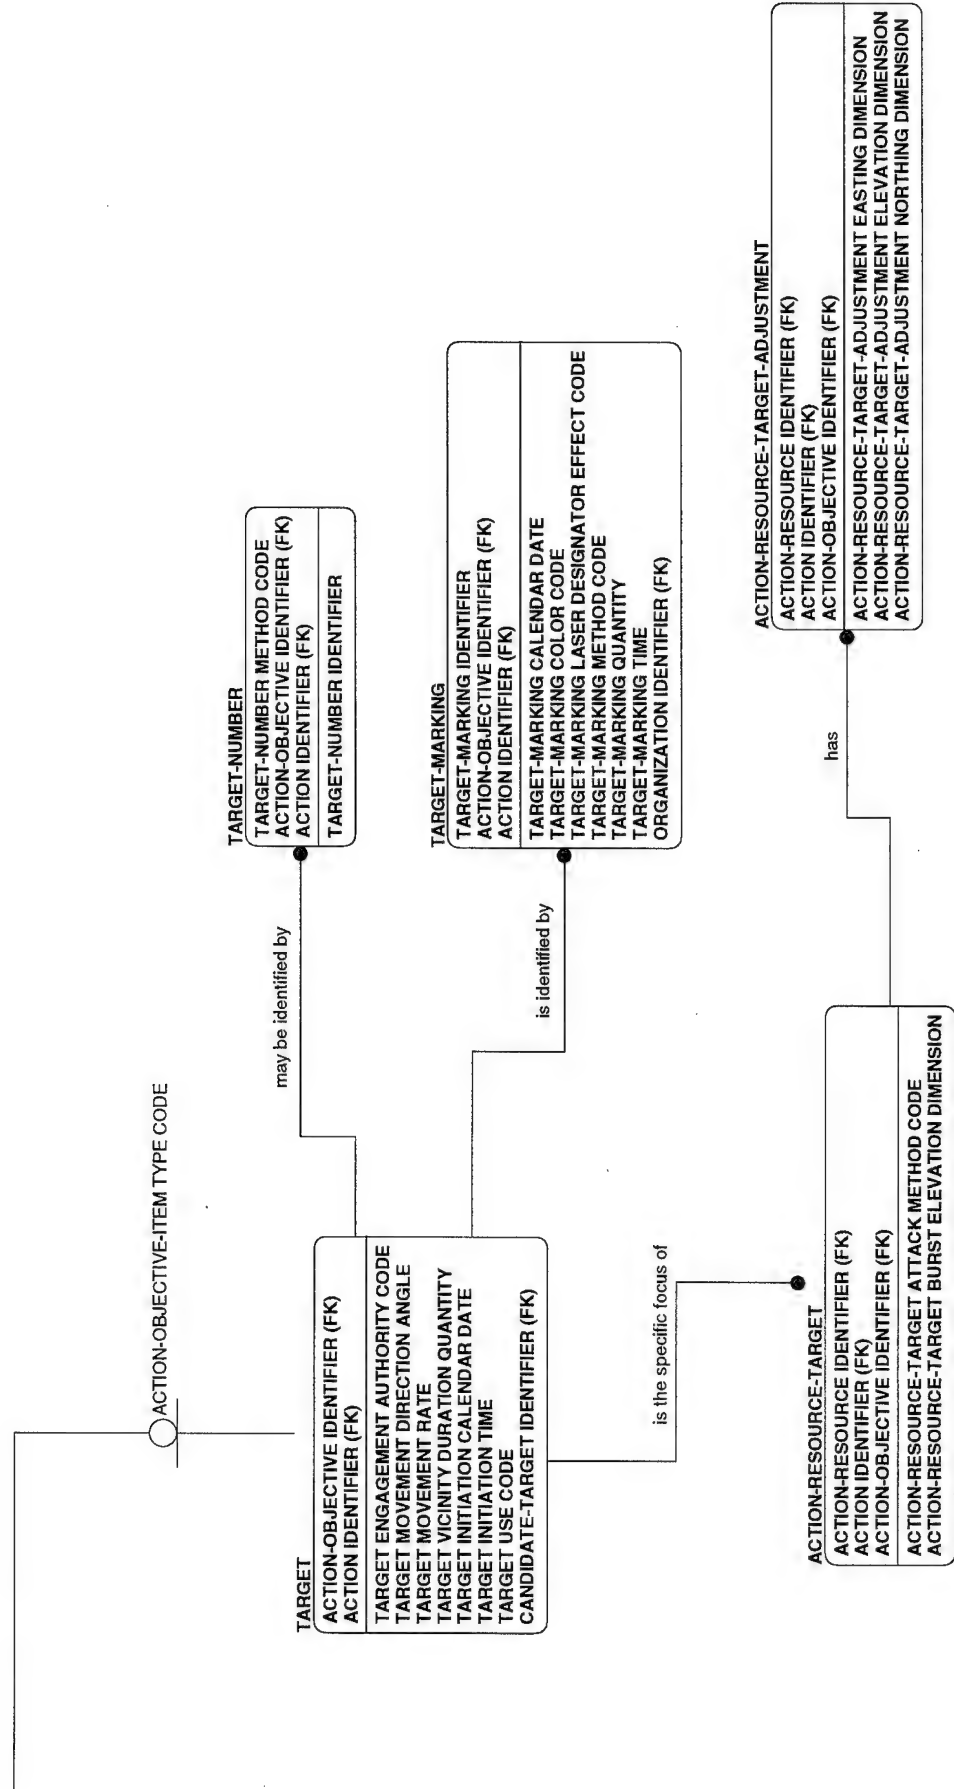 ACTION-OBJECTIVE-ITEM TYPE CODE
TARGET
ACTION-OBJECTIVE IDENTIFIER (FK)
ACTION IDENTIFIER (FK)
TARGET ENGAGEMENT AUTHORITY CODE
TARGET MOVEMENT DIRECTION ANGLE
TARGET MOVEMENT RATE
TARGET VICINITY DURATION QUANTITY
TARGET INITIATION CALENDAR DATE
TARGET INITIATION TIME
TARGET USE CODE
CANDIDATE-TARGET IDENTIFIER (FK)
may be identified by
TARGET-NUMBER
TARGET-NUMBER METHOD CODE
ACTION-OBJECTIVE IDENTIFIER (FK)
ACTION IDENTIFIER (FK)
TARGET-NUMBER IDENTIFIER
is identified by
TARGET-MARKING
TARGET-MARKING IDENTIFIER
ACTION-OBJECTIVE IDENTIFIER (FK)
ACTION IDENTIFIER (FK)
TARGET-MARKING CALENDAR DATE
TARGET-MARKING COLOR CODE
TARGET-MARKING LASER DESIGNATOR EFFECT CODE
TARGET-MARKING METHOD CODE
TARGET-MARKING QUANTITY
TARGET-MARKING TIME
ORGANIZATION IDENTIFIER (FK)
is the specific focus of
ACTION-RESOURCE-TARGET
ACTION-RESOURCE IDENTIFIER (FK)
ACTION IDENTIFIER (FK)
ACTION-OBJECTIVE IDENTIFIER (FK)
ACTION-RESOURCE-TARGET ATTACK METHOD CODE
ACTION-RESOURCE-TARGET BURST ELEVATION DIMENSION
has
ACTION-RESOURCE-TARGET-ADJUSTMENT
ACTION-RESOURCE IDENTIFIER (FK)
ACTION IDENTIFIER (FK)
ACTION-OBJECTIVE IDENTIFIER (FK)
ACTION-RESOURCE-TARGET-ADJUSTMENT EASTING DIMENSION
ACTION-RESOURCE-TARGET-ADJUSTMENT ELEVATION DIMENSION
ACTION-RESOURCE-TARGET-ADJUSTMENT NORTHING DIMENSION